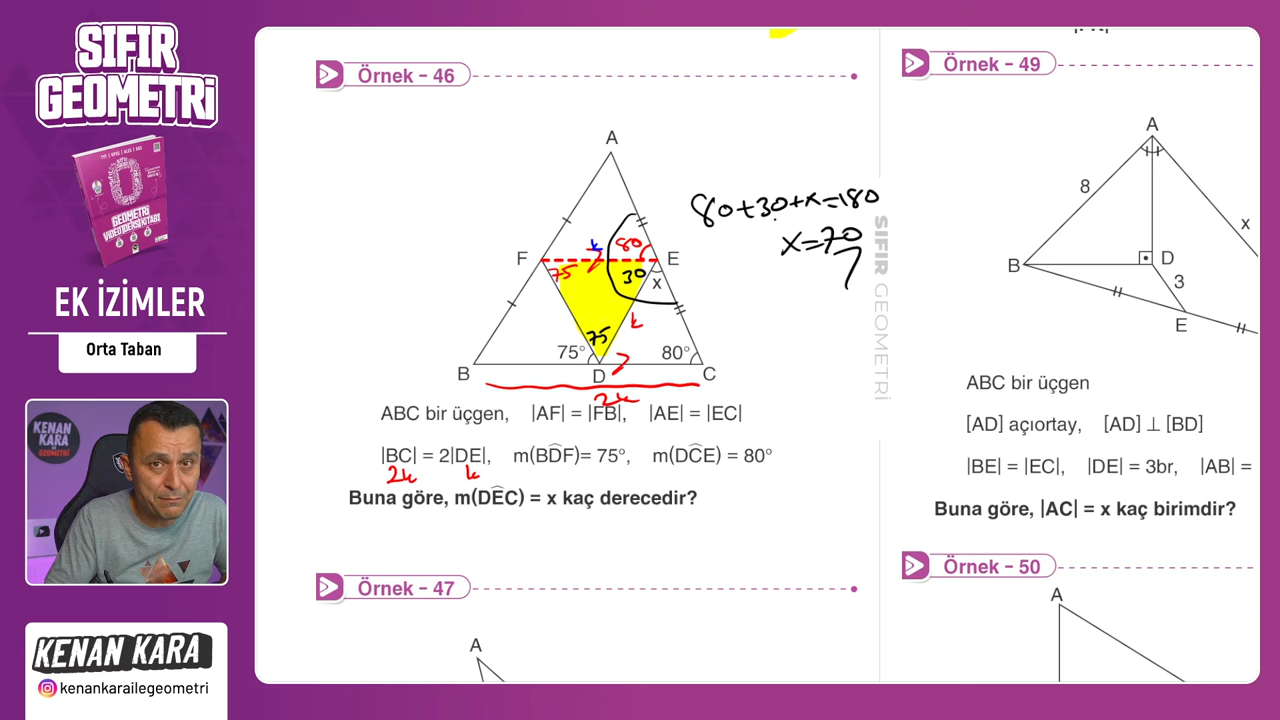 SIFIR
GEOMETRİ
GEOMETRİ
VİDEO DERS KİTABI
EK İZİMLER
Orta Taban
KENAN
KARA
KENAN KARA
kenankarailegeometri
Örnek - 46
A
F
E
B
D
C
75°
80°
k
80
75
30
x
75
k
2k
80+30+x=180
x=70
ABC bir üçgen, |AF| = |FB|, |AE| = |EC|
|BC| = 2|DE|, m(BDF)= 75°, m(DCE) = 80°
2k k
Buna göre, m(DEC) = x kaç derecedir?
Örnek - 47
A
SIFIR GEOMETRİ
Örnek - 49
A
8
x
B
D
3
E
ABC bir üçgen
[AD] açıortay, [AD] ⊥ [BD]
|BE| = |EC|, |DE| = 3br, |AB| =
Buna göre, |AC| = x kaç birimdir?
Örnek - 50
A